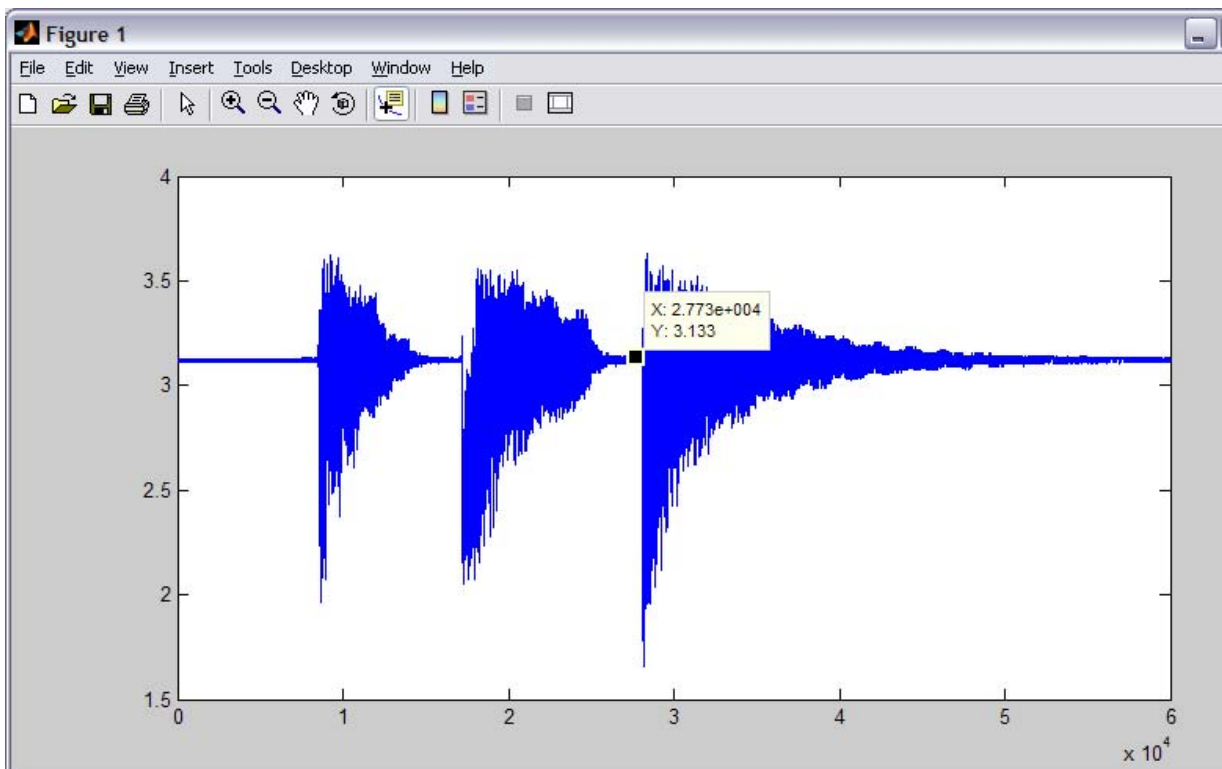 Figure 1
File Edit View Insert Tools Desktop Window Help
4
3.5
3
2.5
2
1.5
X: 2.773e+004
Y: 3.133
0 1 2 3 4 5 6
x 10^4